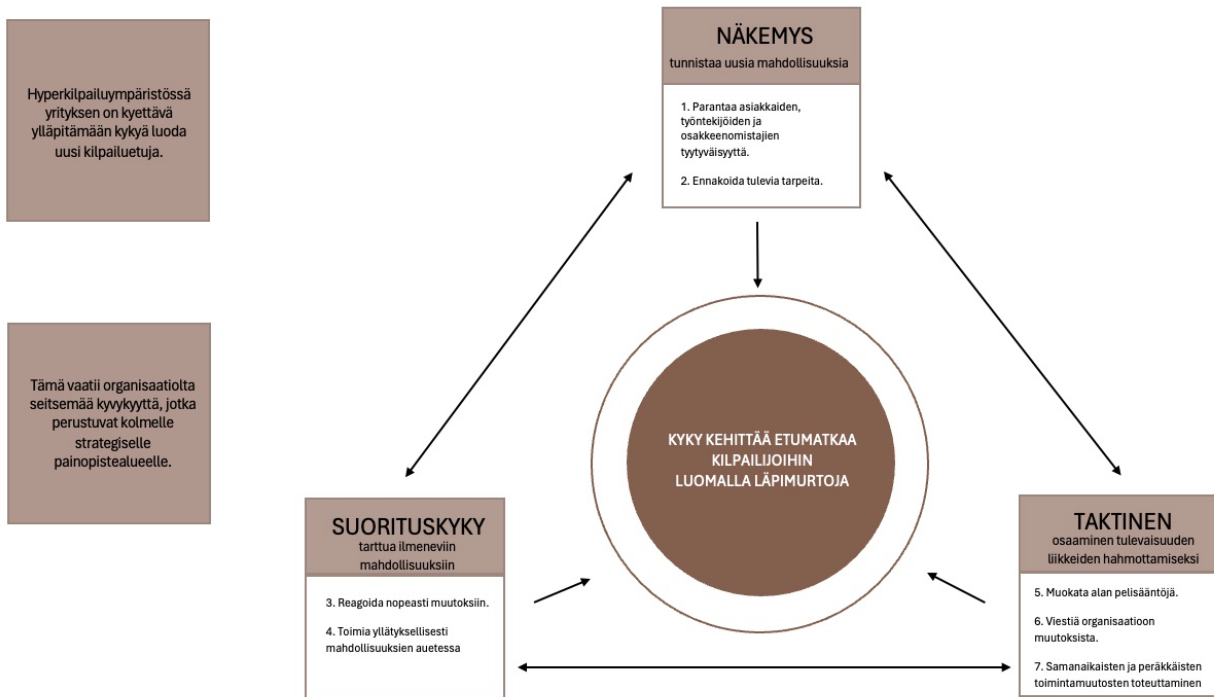 Hyperkilpailuympäristössä
yrityksen on kyettävä
ylläpitämään kykyä luoda
uusi kilpailuetuja.
Tämä vaatii organisaatiolta
seitsemää kyvykyyttä, jotka
perustuvat kolmelle
strategiselle
painopistealueelle.
NÄKEMYS
tunnistaa uusia mahdollisuuksia
1. Parantaa asiakkaiden,
työntekijöiden ja
osakkeenomistajien
tyytyväisyyttä.
2. Ennakoida tulevia tarpeita.
KYKY KEHITTÄÄ ETUMATKAA
KILPAILIJOIHIN
LUOMALLA LÄPIMURTOJA
SUORITUSKYKY
tarttua ilmeneviin
mahdollisuuksiin
3. Reagoida nopeasti muutoksiin.
4. Toimia yllätyksellisesti
mahdollisuuksien auetessa
TAKTINEN
osaaminen tulevaisuuden
liikkeiden hahmottamiseksi
5. Muokata alan pelisääntöjä.
6. Viestiä organisaatioon
muutoksista.
7. Samanaikaisten ja peräkkäisten
toimintamuutosten toteuttaminen